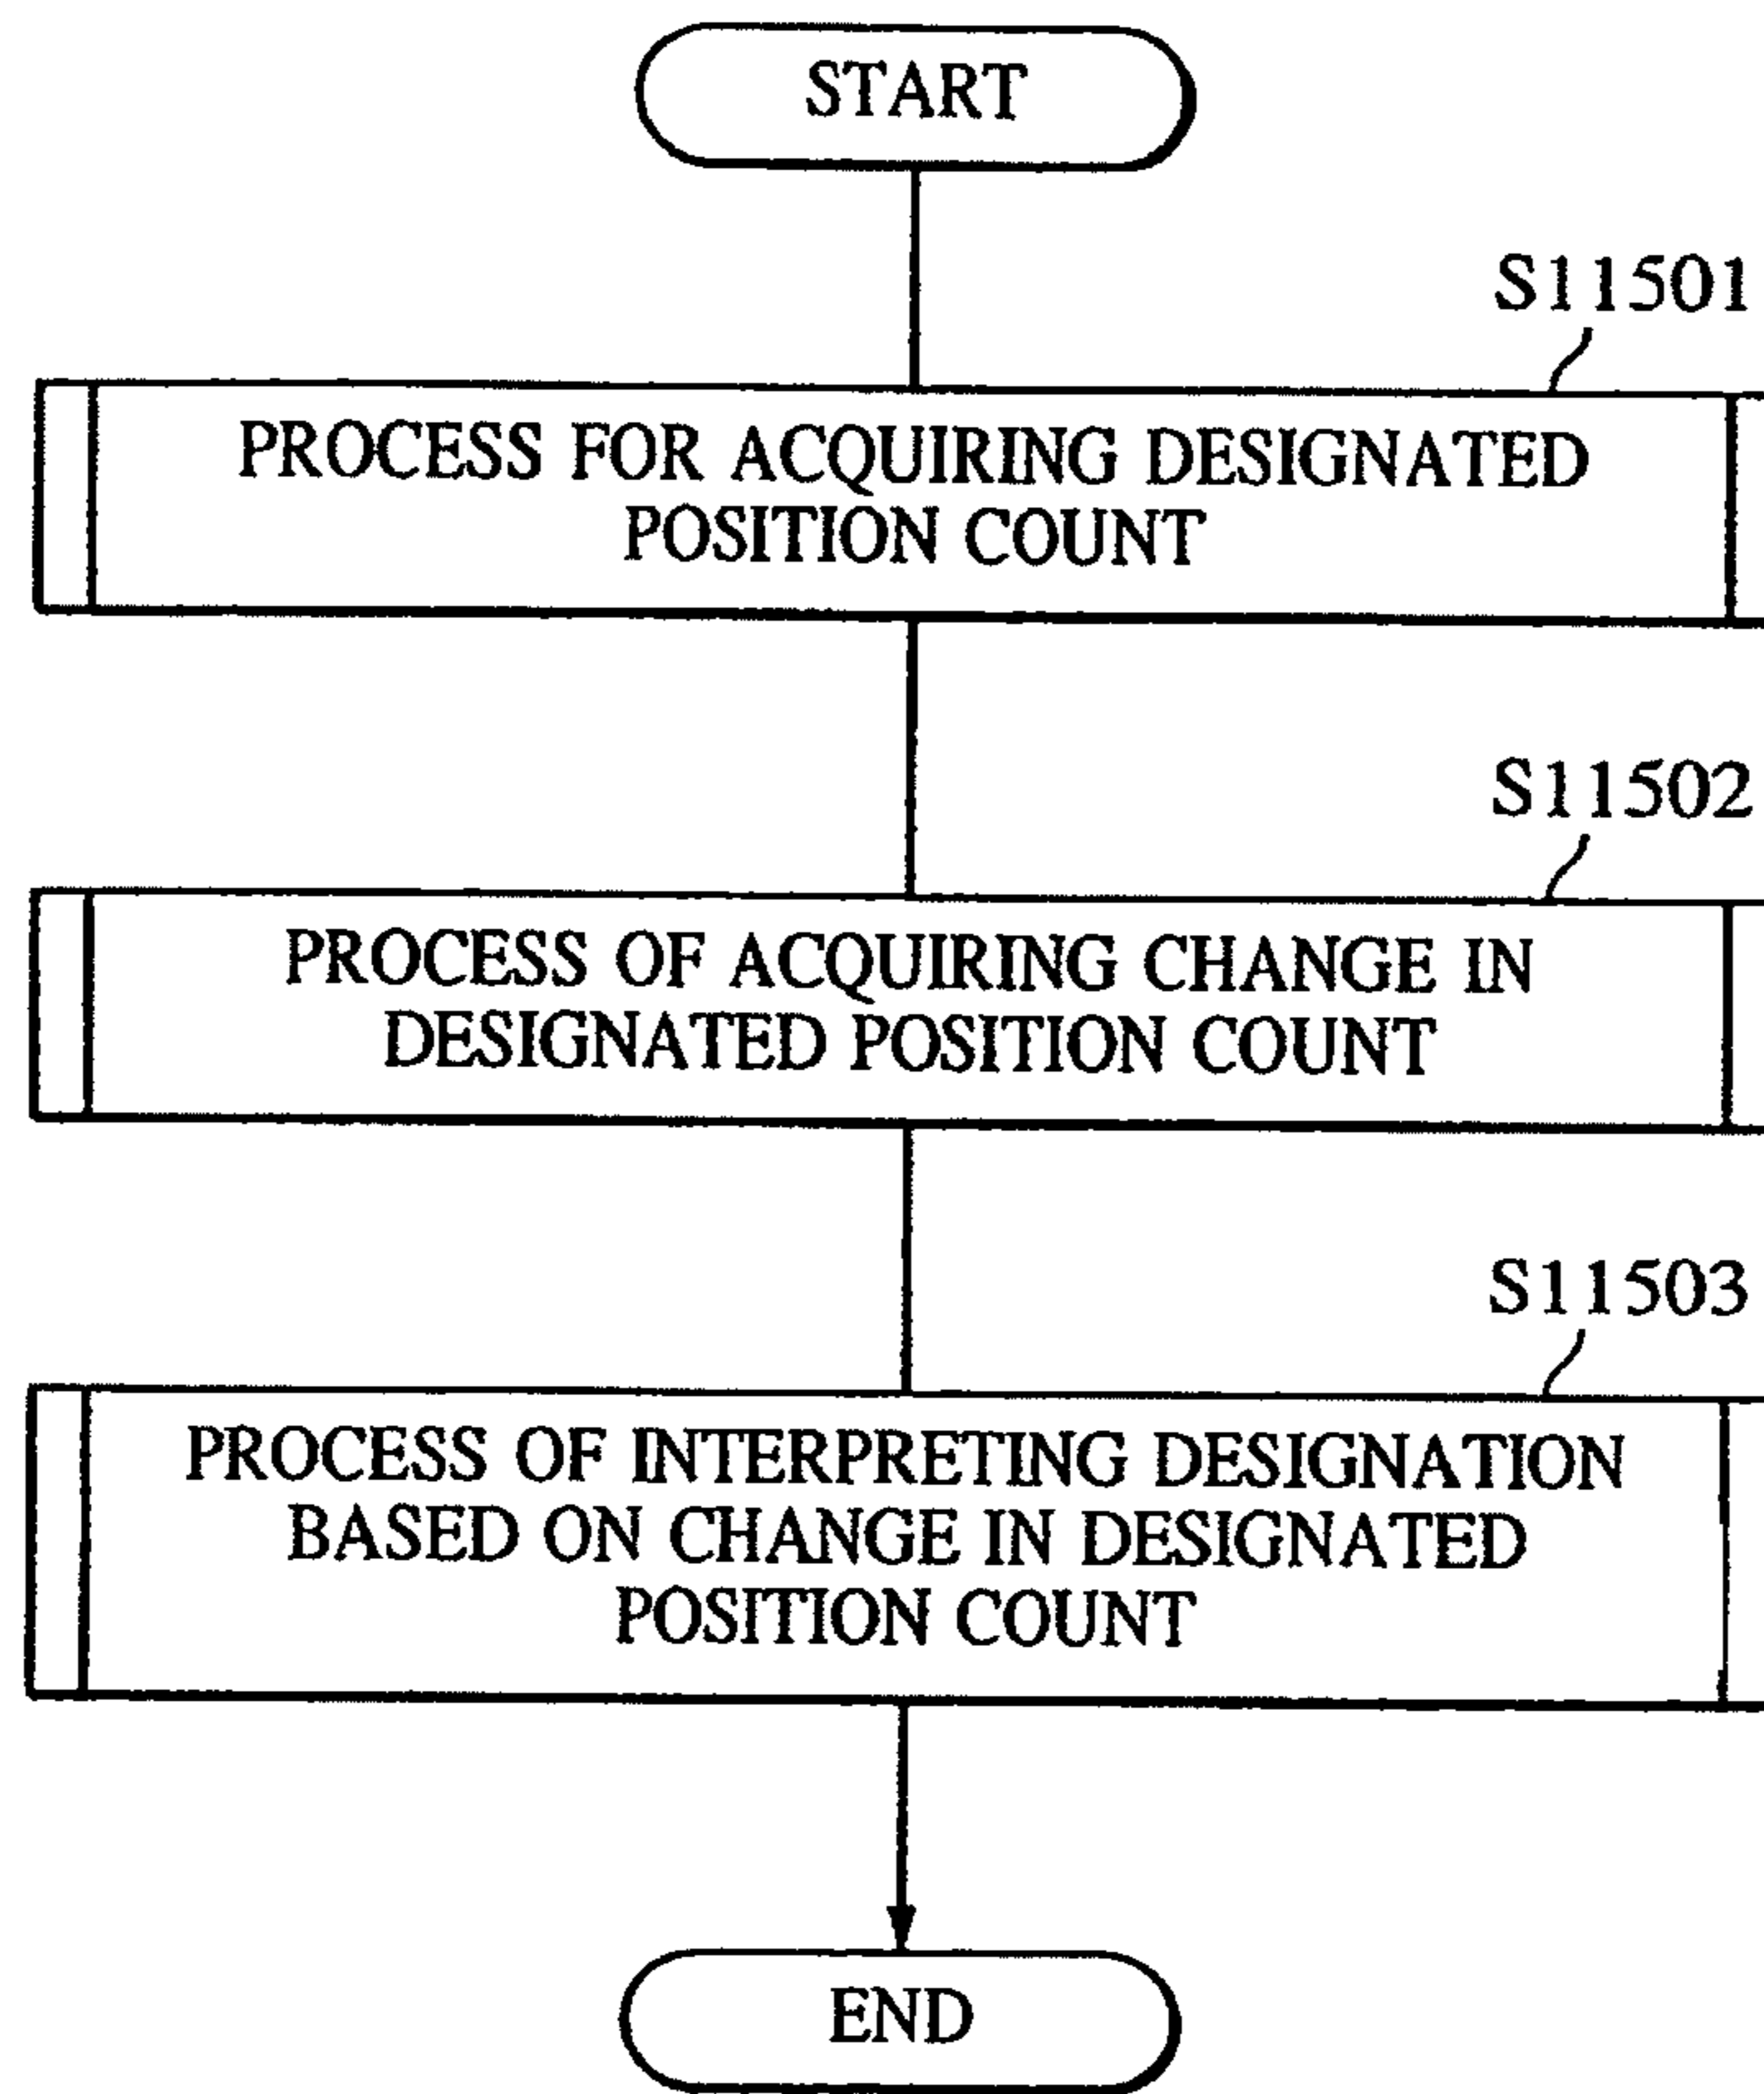 START
S11501
PROCESS FOR ACQUIRING DESIGNATED
POSITION COUNT
S11502
PROCESS OF ACQUIRING CHANGE IN
DESIGNATED POSITION COUNT
S11503
PROCESS OF INTERPRETING DESIGNATION
BASED ON CHANGE IN DESIGNATED
POSITION COUNT
END